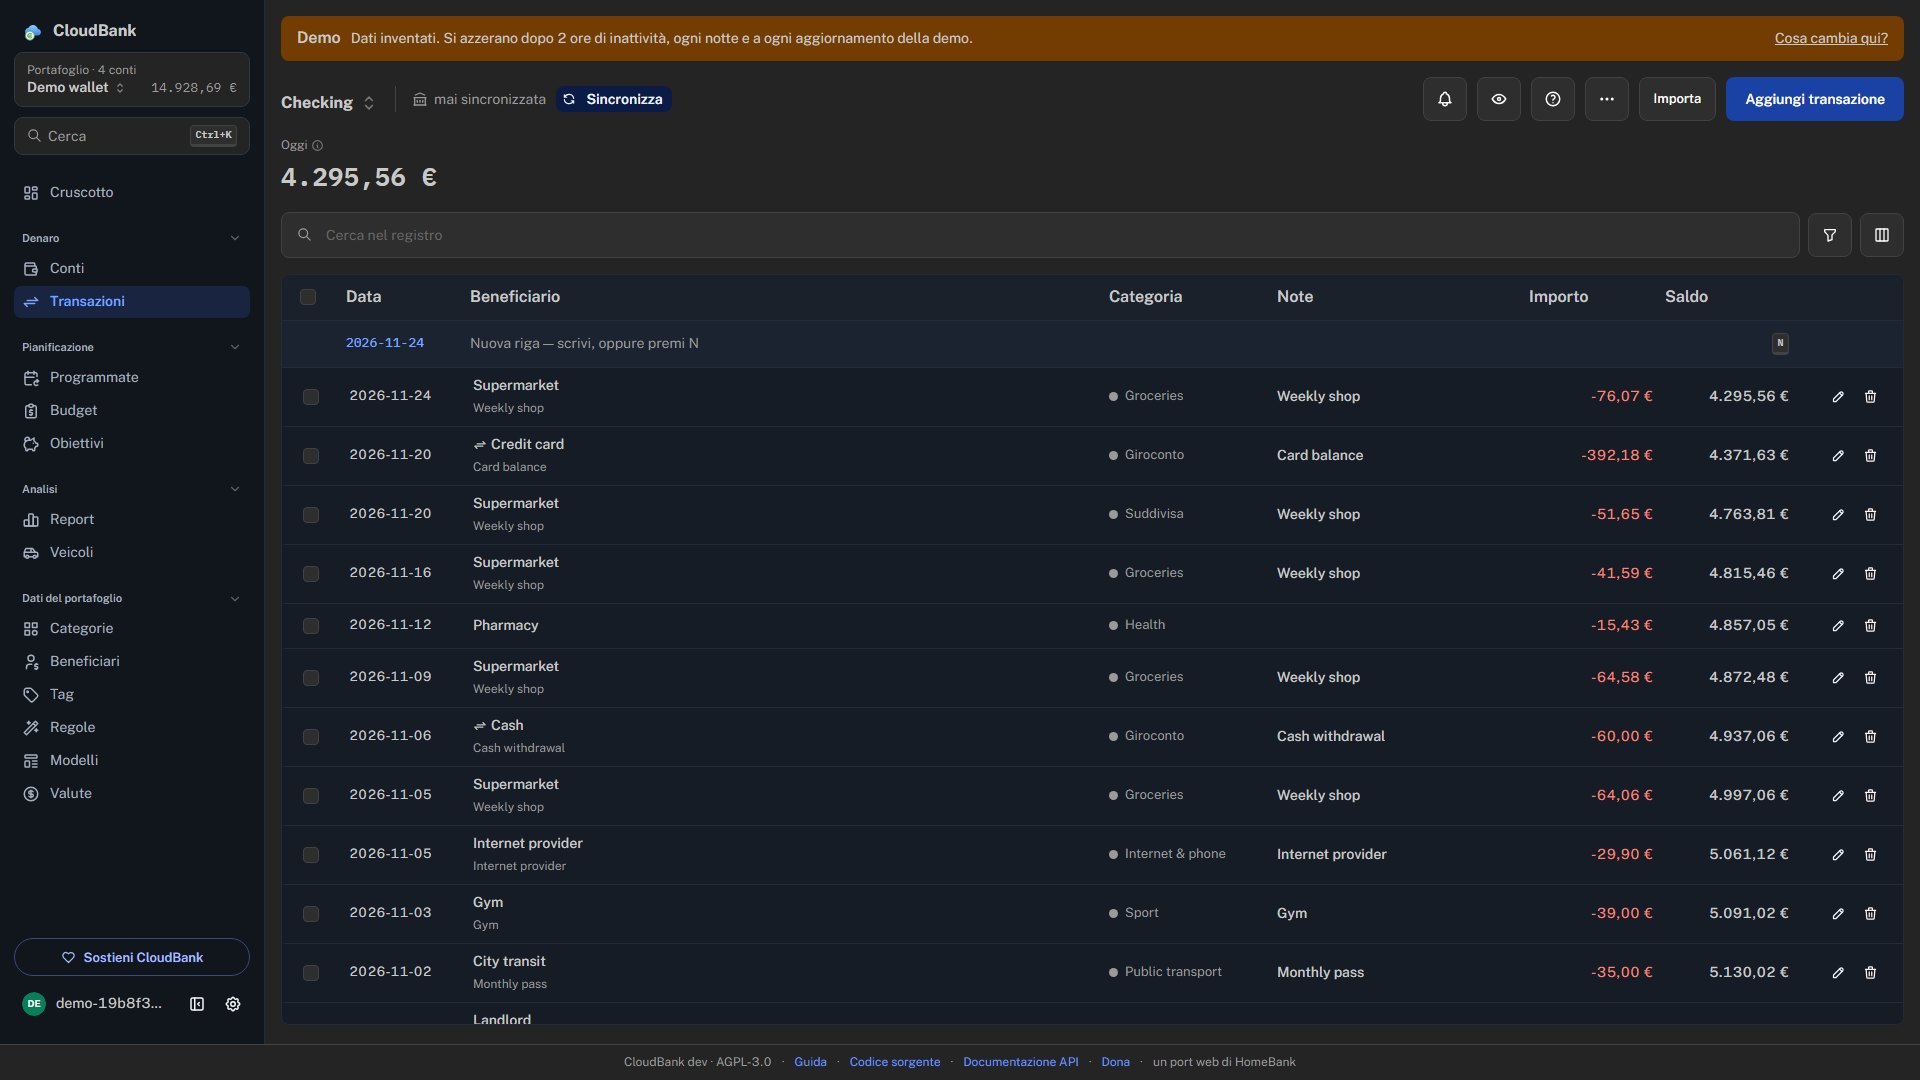 CloudBank
Portafoglio · 4 conti
Demo wallet 14.928,69 €
Cerca Ctrl+K
Cruscotto
Denaro
Conti
Transazioni
Pianificazione
Programmate
Budget
Obiettivi
Analisi
Report
Veicoli
Dati del portafoglio
Categorie
Beneficiari
Tag
Regole
Modelli
Valute
Sostieni CloudBank
DE demo-19b8f3...
Demo Dati inventati. Si azzerano dopo 2 ore di inattività, ogni notte e a ogni aggiornamento della demo. Cosa cambia qui?
Checking mai sincronizzata Sincronizza Importa Aggiungi transazione
Oggi
4.295,56 €
Cerca nel registro
Data Beneficiario Categoria Note Importo Saldo
2026-11-24 Nuova riga — scrivi, oppure premi N N
2026-11-24 Supermarket Groceries Weekly shop -76,07 € 4.295,56 €
Weekly shop
2026-11-20 Credit card Giroconto Card balance -392,18 € 4.371,63 €
Card balance
2026-11-20 Supermarket Suddivisa Weekly shop -51,65 € 4.763,81 €
Weekly shop
2026-11-16 Supermarket Groceries Weekly shop -41,59 € 4.815,46 €
Weekly shop
2026-11-12 Pharmacy Health -15,43 € 4.857,05 €
2026-11-09 Supermarket Groceries Weekly shop -64,58 € 4.872,48 €
Weekly shop
2026-11-06 Cash Giroconto Cash withdrawal -60,00 € 4.937,06 €
Cash withdrawal
2026-11-05 Supermarket Groceries Weekly shop -64,06 € 4.997,06 €
Weekly shop
2026-11-05 Internet provider Internet & phone Internet provider -29,90 € 5.061,12 €
Internet provider
2026-11-03 Gym Sport Gym -39,00 € 5.091,02 €
Gym
2026-11-02 City transit Public transport Monthly pass -35,00 € 5.130,02 €
Monthly pass
Landlord
CloudBank dev · AGPL-3.0 · Guida · Codice sorgente · Documentazione API · Dona · un port web di HomeBank